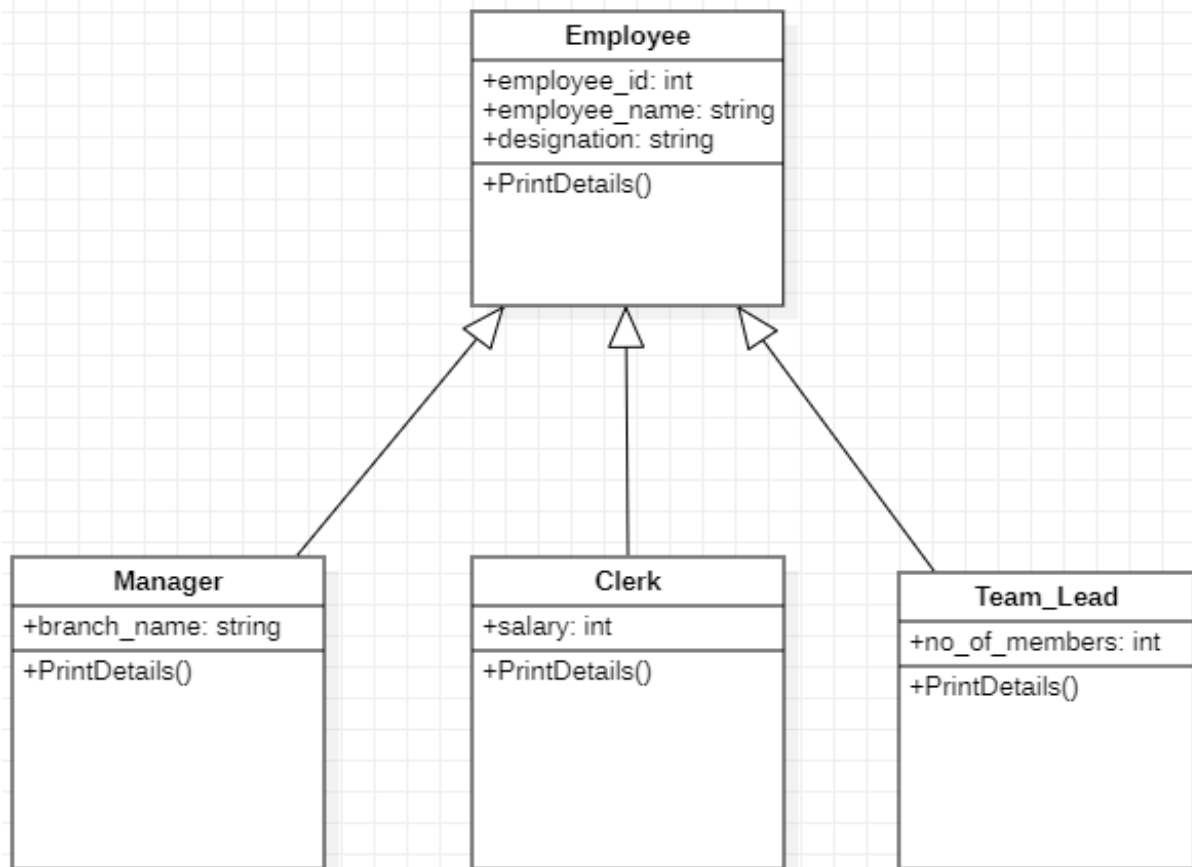 Employee
+employee_id: int
+employee_name: string
+designation: string
+PrintDetails()
Manager
+branch_name: string
+PrintDetails()
Clerk
+salary: int
+PrintDetails()
Team_Lead
+no_of_members: int
+PrintDetails()